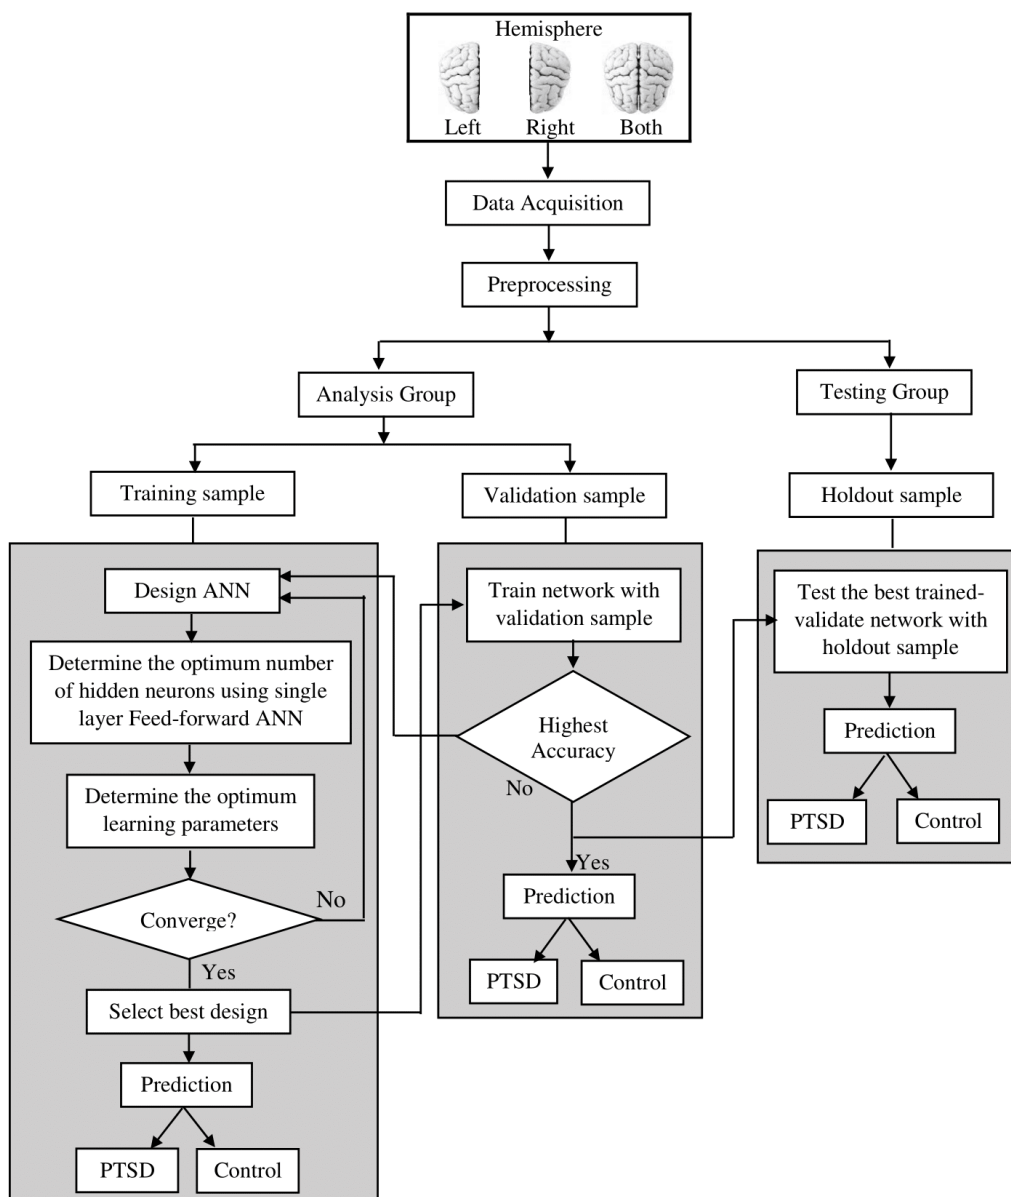 Hemisphere
Left
Right
Both
Data Acquisition
Preprocessing
Analysis Group
Testing Group
Training sample
Validation sample
Holdout sample
Design ANN
Determine the optimum number
of hidden neurons using single
layer Feed-forward ANN
Determine the optimum
learning parameters
Converge?
No
Yes
Select best design
Prediction
PTSD
Control
Train network with
validation sample
Highest
Accuracy
No
Yes
Prediction
PTSD
Control
Test the best trained-
validate network with
holdout sample
Prediction
PTSD
Control